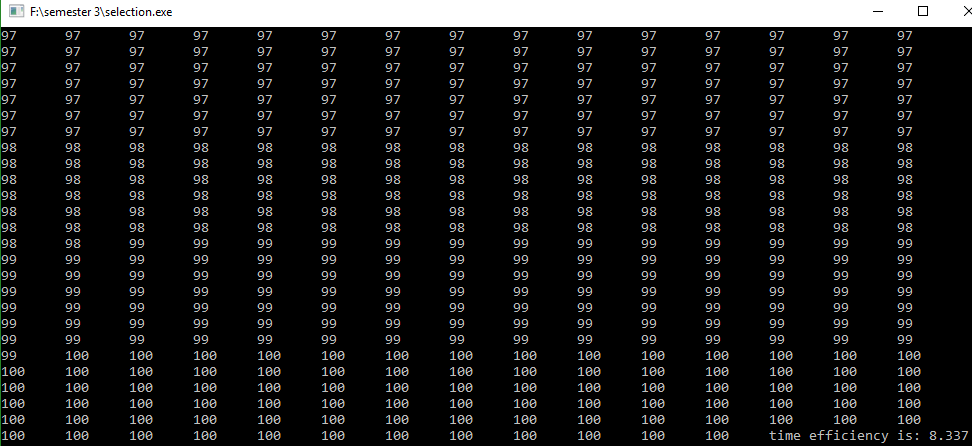 F:\semester 3\selection.exe
97 97 97 97 97 97 97 97 97 97 97 97 97 97 97
97 97 97 97 97 97 97 97 97 97 97 97 97 97 97
97 97 97 97 97 97 97 97 97 97 97 97 97 97 97
97 97 97 97 97 97 97 97 97 97 97 97 97 97 97
97 97 97 97 97 97 97 97 97 97 97 97 97 97 97
97 97 97 97 97 97 97 97 97 97 97 97 97 97 97
97 97 97 97 97 97 97 97 97 97 97 97 97 97 97
98 98 98 98 98 98 98 98 98 98 98 98 98 98 98
98 98 98 98 98 98 98 98 98 98 98 98 98 98 98
98 98 98 98 98 98 98 98 98 98 98 98 98 98 98
98 98 98 98 98 98 98 98 98 98 98 98 98 98 98
98 98 98 98 98 98 98 98 98 98 98 98 98 98 98
98 98 98 98 98 98 98 98 98 98 98 98 98 98 98
98 98 99 99 99 99 99 99 99 99 99 99 99 99 99
99 99 99 99 99 99 99 99 99 99 99 99 99 99 99
99 99 99 99 99 99 99 99 99 99 99 99 99 99 99
99 99 99 99 99 99 99 99 99 99 99 99 99 99 99
99 99 99 99 99 99 99 99 99 99 99 99 99 99 99
99 99 99 99 99 99 99 99 99 99 99 99 99 99 99
99 99 99 99 99 99 99 99 99 99 99 99 99 99 99
99 100 100 100 100 100 100 100 100 100 100 100 100 100 100
100 100 100 100 100 100 100 100 100 100 100 100 100 100 100
100 100 100 100 100 100 100 100 100 100 100 100 100 100 100
100 100 100 100 100 100 100 100 100 100 100 100 100 100 100
100 100 100 100 100 100 100 100 100 100 100 100 100 100 100
100 100 100 100 100 100 100 100 100 100 100 100 time efficiency is: 8.337